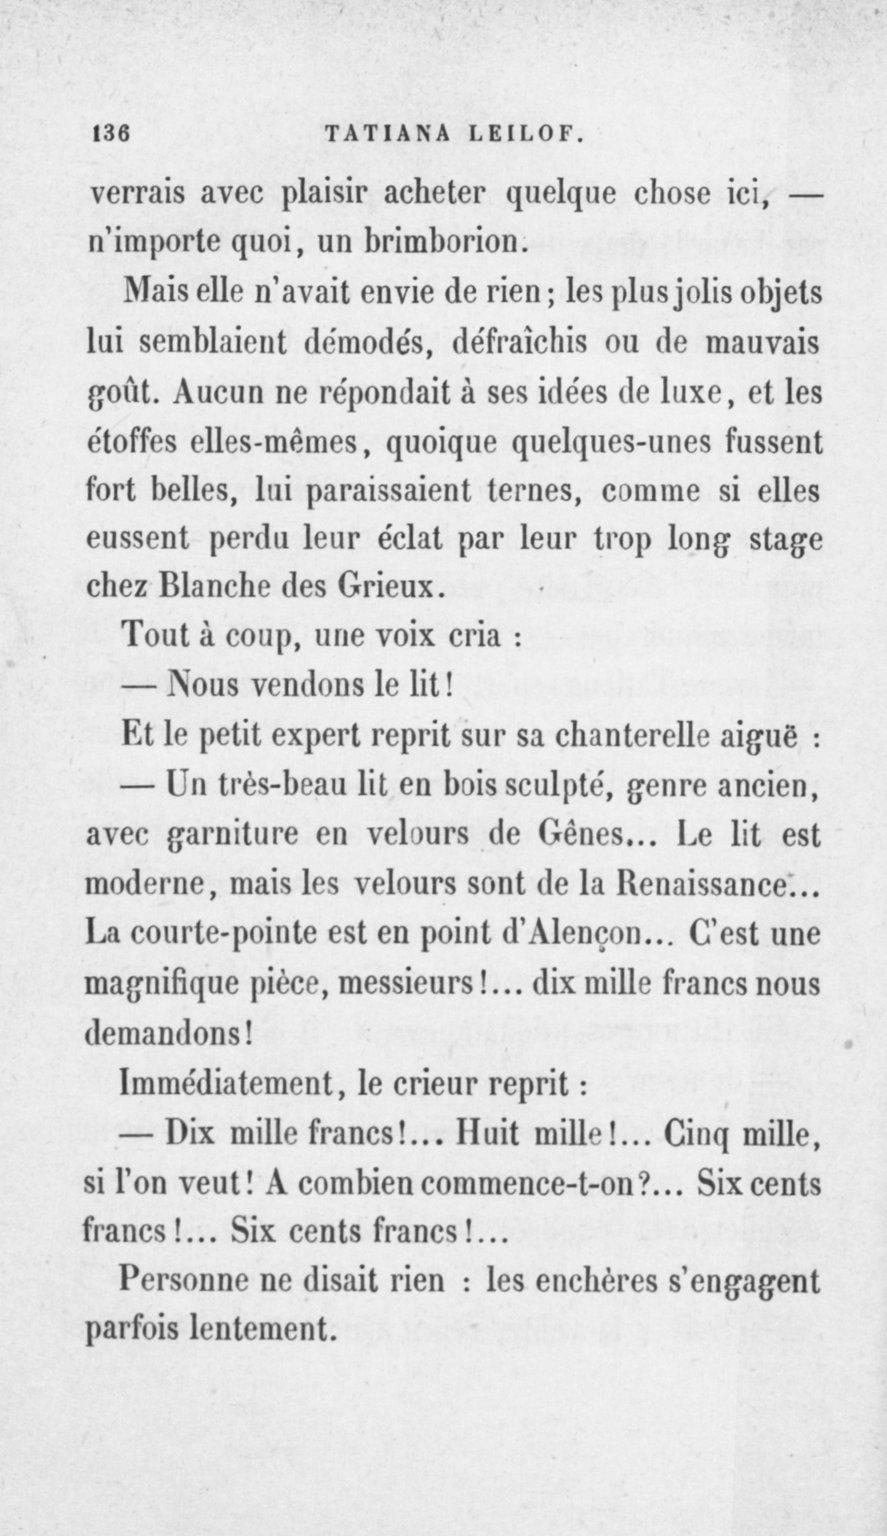 136 TATIANA LEILOF.
verrais avec plaisir acheter quelque chose ici, —
n'importe quoi, un brimborion.
Mais elle n'avait envie de rien; les plus jolis objets
lui semblaient démodés, défraîchis ou de mauvais
goût. Aucun ne répondait à ses idées de luxe, et les
étoffes elles-mêmes, quoique quelques-unes fussent
fort belles, lui paraissaient ternes, comme si elles
eussent perdu leur éclat par leur trop long stage
chez Blanche des Grieux.
Tout à coup, une voix cria :
— Nous vendons le lit!
Et le petit expert reprit sur sa chanterelle aiguë :
— Un très-beau lit en bois sculpté, genre ancien,
avec garniture en velours de Gênes... Le lit est
moderne, mais les velours sont de la Renaissance...
La courte-pointe est en point d'Alençon... C'est une
magnifique pièce, messieurs!... dix mille francs nous
demandons!
Immédiatement, le crieur reprit :
— Dix mille francs!... Huit mille!... Cinq mille,
si l'on veut! A combien commence-t-on?... Six cents
francs!... Six cents francs!...
Personne ne disait rien : les enchères s'engagent
parfois lentement.